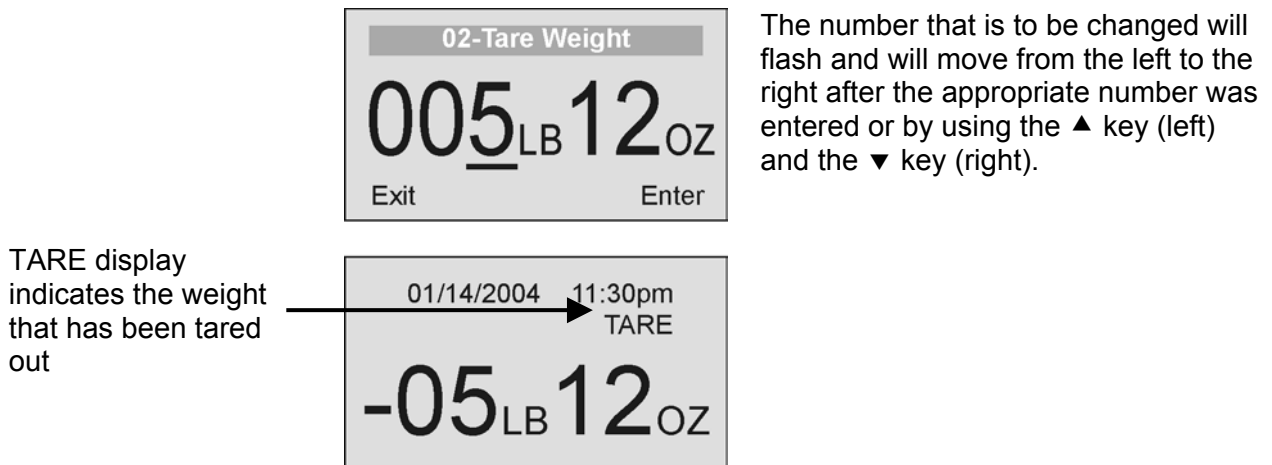 02-Tare Weight
005LB12OZ
Exit Enter
The number that is to be changed will
flash and will move from the left to the
right after the appropriate number was
entered or by using the ▲ key (left)
and the ▼ key (right).
TARE display
indicates the weight
that has been tared
out
01/14/2004 11:30pm
TARE
-05LB12OZ